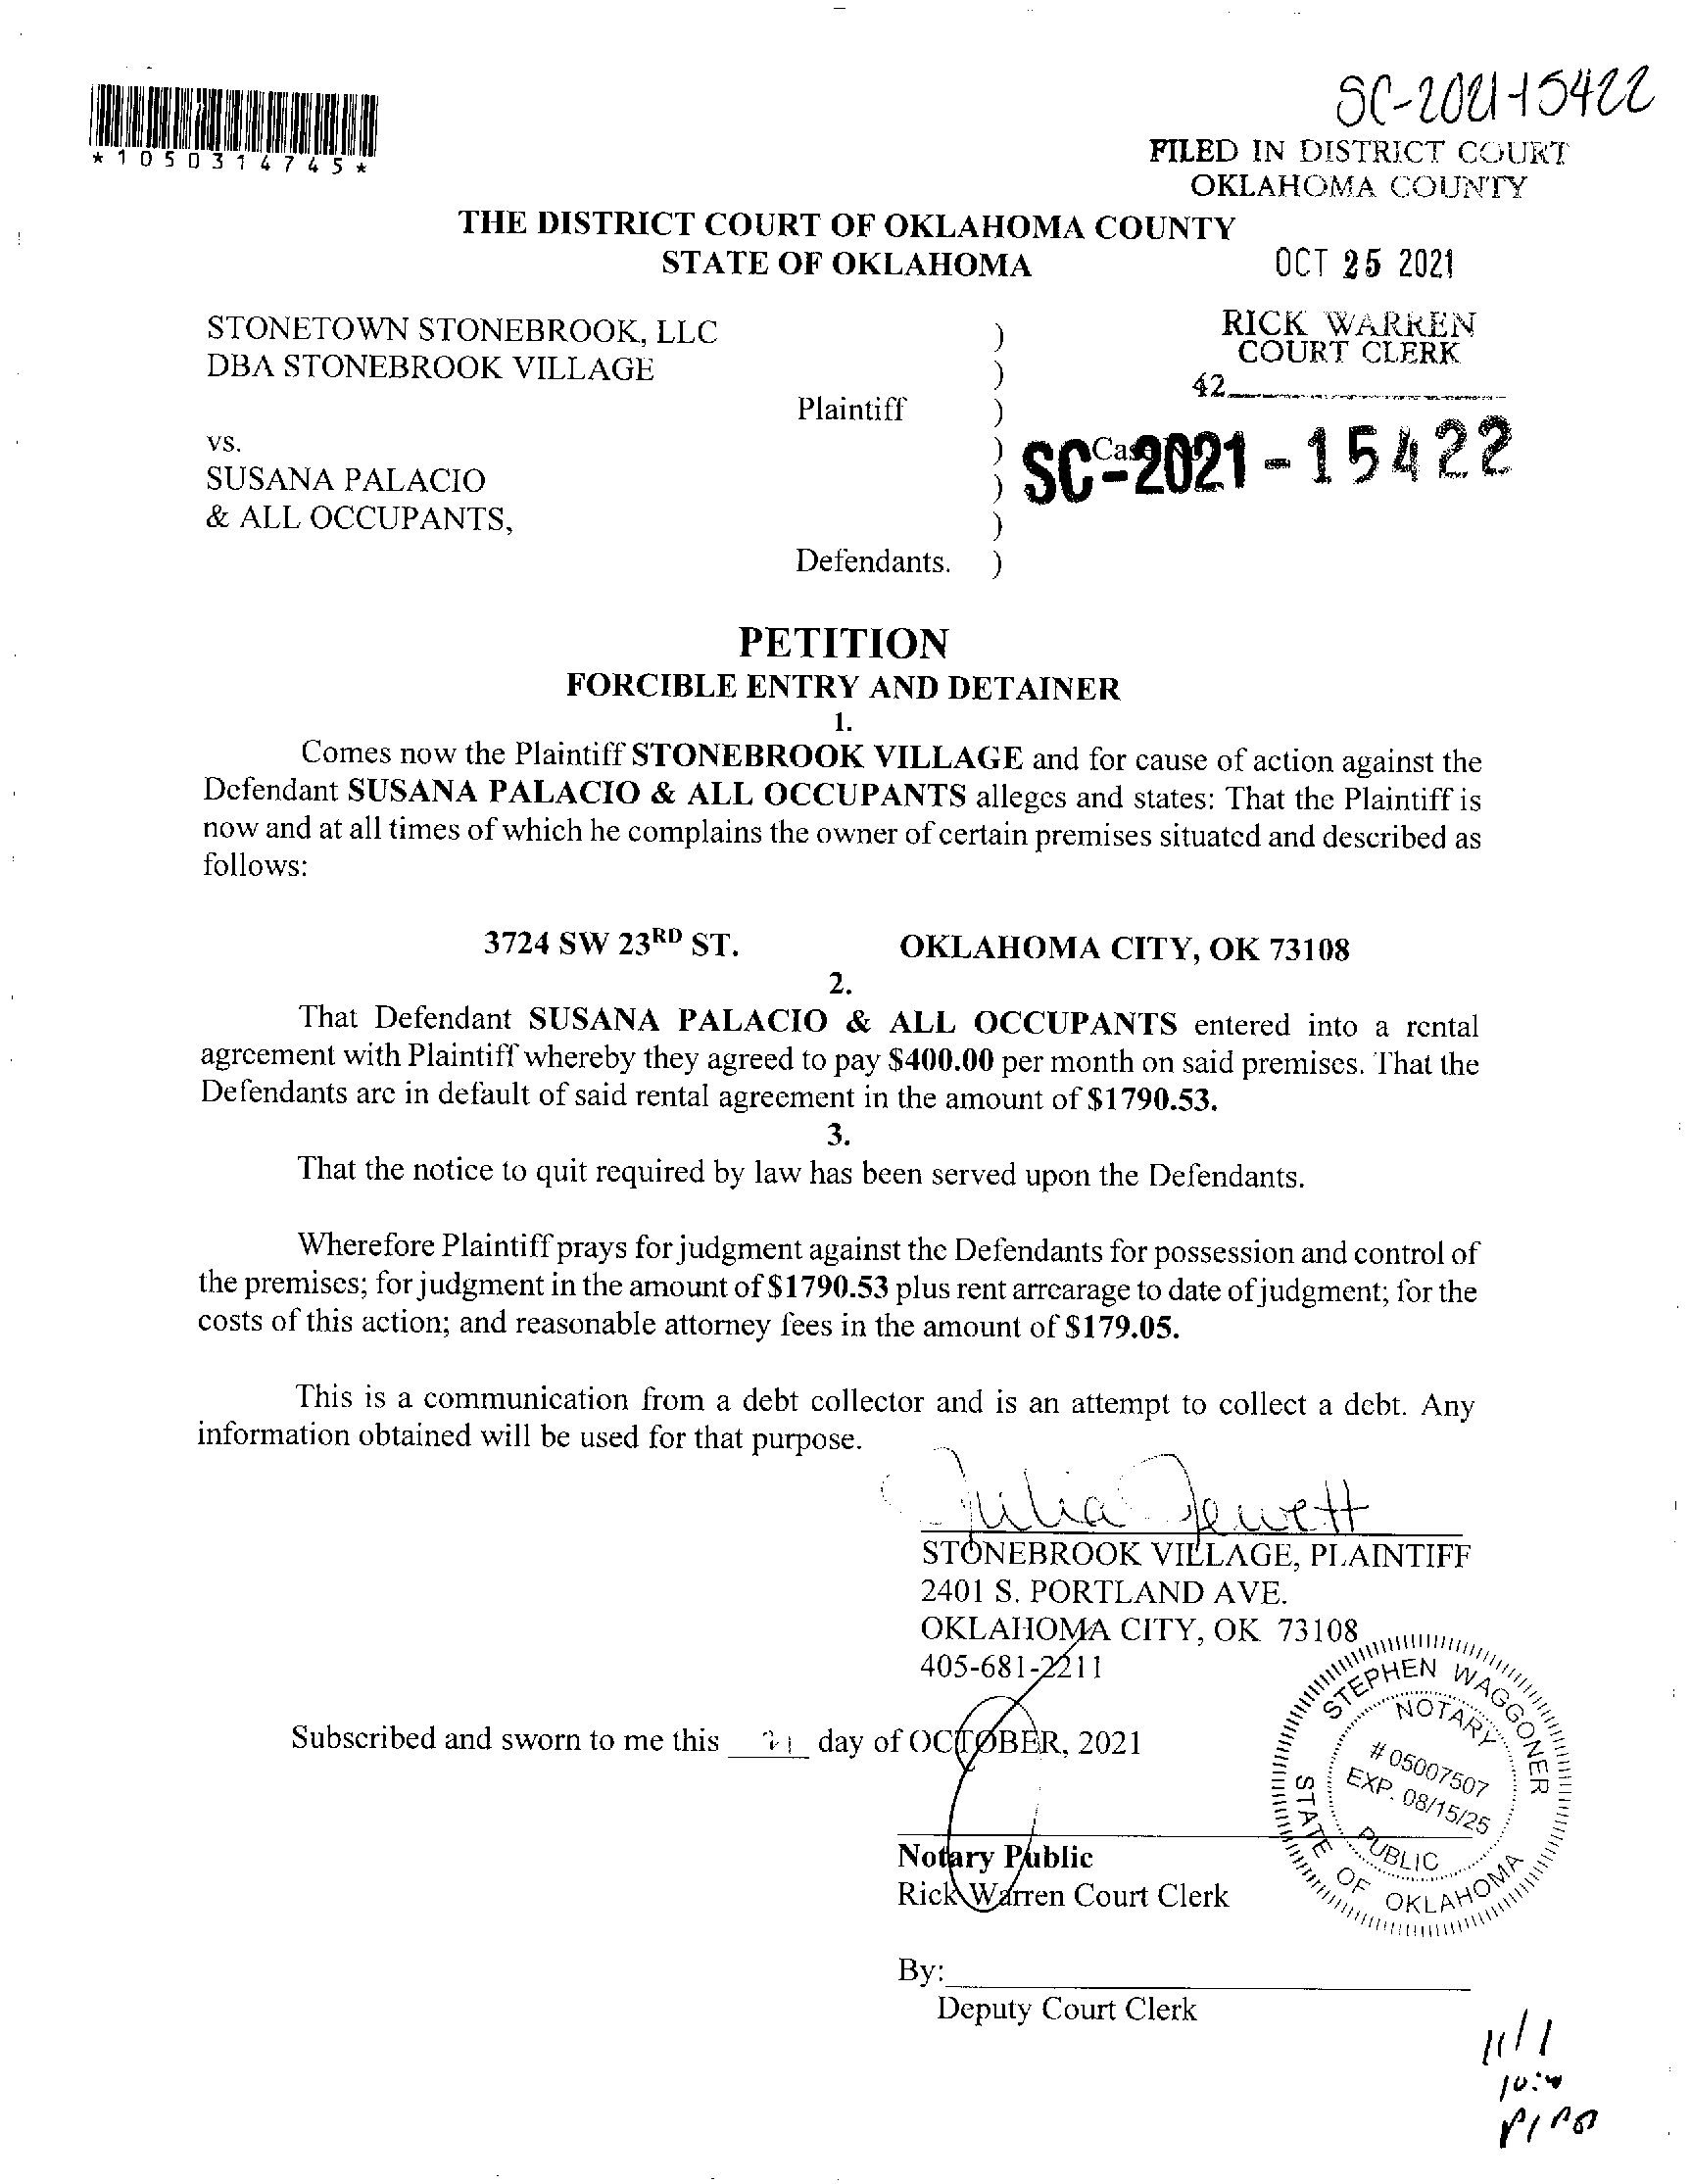 SC-2021-15422
*1050314745*
FILED IN DISTRICT COURT
OKLAHOMA COUNTY
THE DISTRICT COURT OF OKLAHOMA COUNTY
STATE OF OKLAHOMA
OCT 25 2021
STONETOWN STONEBROOK, LLC )
DBA STONEBROOK VILLAGE )
RICK WARREN
COURT CLERK
42
Plaintiff )
vs. )
SC-2021-15422
SUSANA PALACIO )
& ALL OCCUPANTS, )
Defendants. )
PETITION
FORCIBLE ENTRY AND DETAINER
1.
Comes now the Plaintiff STONEBROOK VILLAGE and for cause of action against the
Defendant SUSANA PALACIO & ALL OCCUPANTS alleges and states: That the Plaintiff is
now and at all times of which he complains the owner of certain premises situated and described as
follows:
3724 SW 23RD ST. OKLAHOMA CITY, OK 73108
2.
That Defendant SUSANA PALACIO & ALL OCCUPANTS entered into a rental
agreement with Plaintiff whereby they agreed to pay $400.00 per month on said premises. That the
Defendants are in default of said rental agreement in the amount of $1790.53.
3.
That the notice to quit required by law has been served upon the Defendants.
Wherefore Plaintiff prays for judgment against the Defendants for possession and control of
the premises; for judgment in the amount of $1790.53 plus rent arrearage to date of judgment; for the
costs of this action; and reasonable attorney fees in the amount of $179.05.
This is a communication from a debt collector and is an attempt to collect a debt. Any
information obtained will be used for that purpose.
Julia Jewett
STONEBROOK VILLAGE, PLAINTIFF
2401 S. PORTLAND AVE.
OKLAHOMA CITY, OK 73108
405-681-2211
Subscribed and sworn to me this 21 day of OCTOBER, 2021
STEPHEN WAGGONER
NOTARY
# 05007507
EXP. 08/15/25
PUBLIC
STATE OF OKLAHOMA
Notary Public
Rick Warren Court Clerk
By:
Deputy Court Clerk
11/1